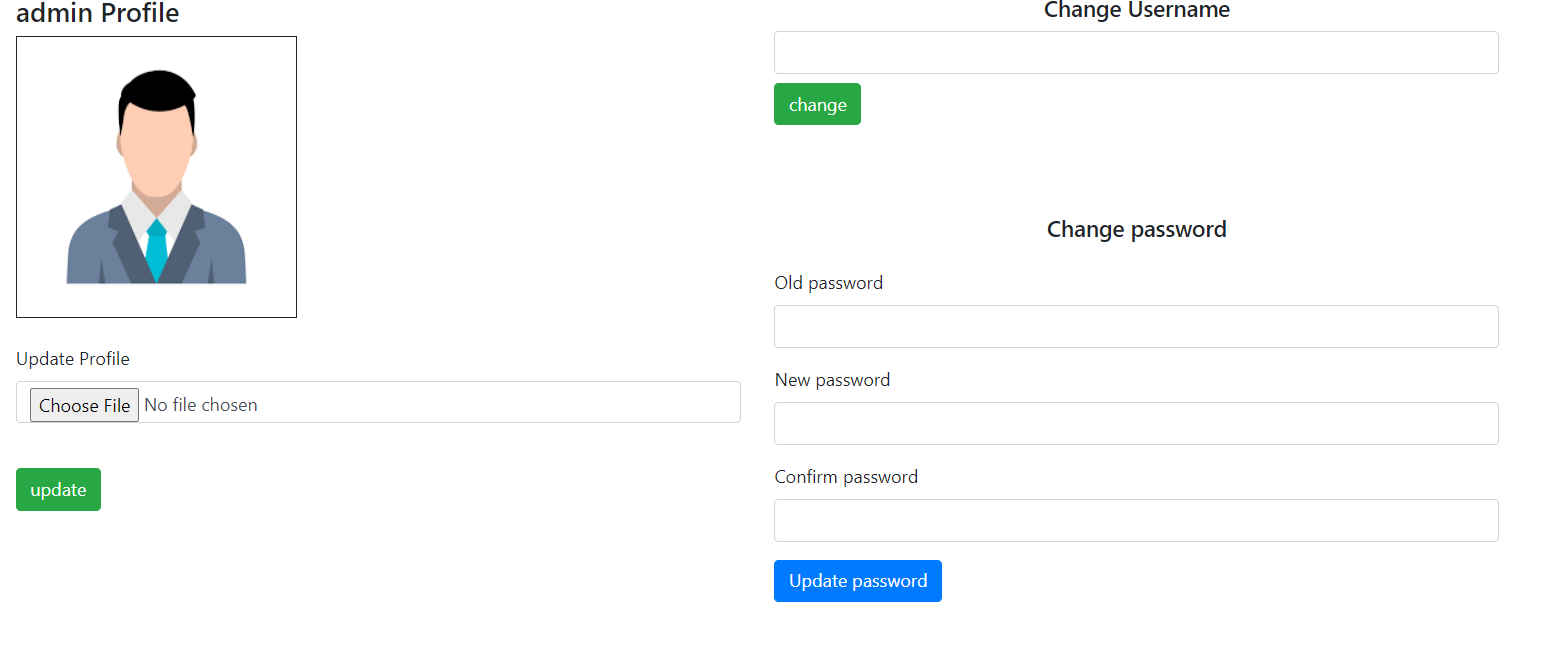 admin Profile
Update Profile
Choose File No file chosen
update
Change Username
change
Change password
Old password
New password
Confirm password
Update password